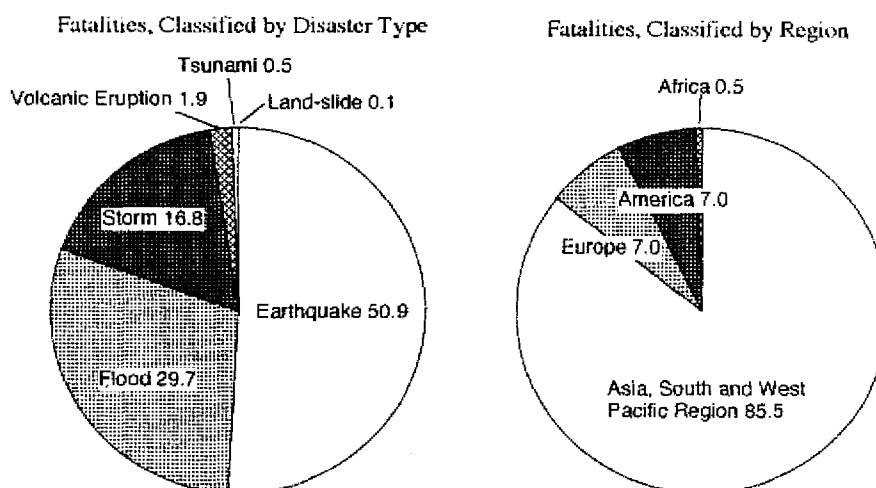 Fatalities, Classified by Disaster Type
Tsunami 0.5
Volcanic Eruption 1.9
Land-slide 0.1
Storm 16.8
Earthquake 50.9
Flood 29.7
Fatalities, Classified by Region
Africa 0.5
America 7.0
Europe 7.0
Asia, South and West
Pacific Region 85.5